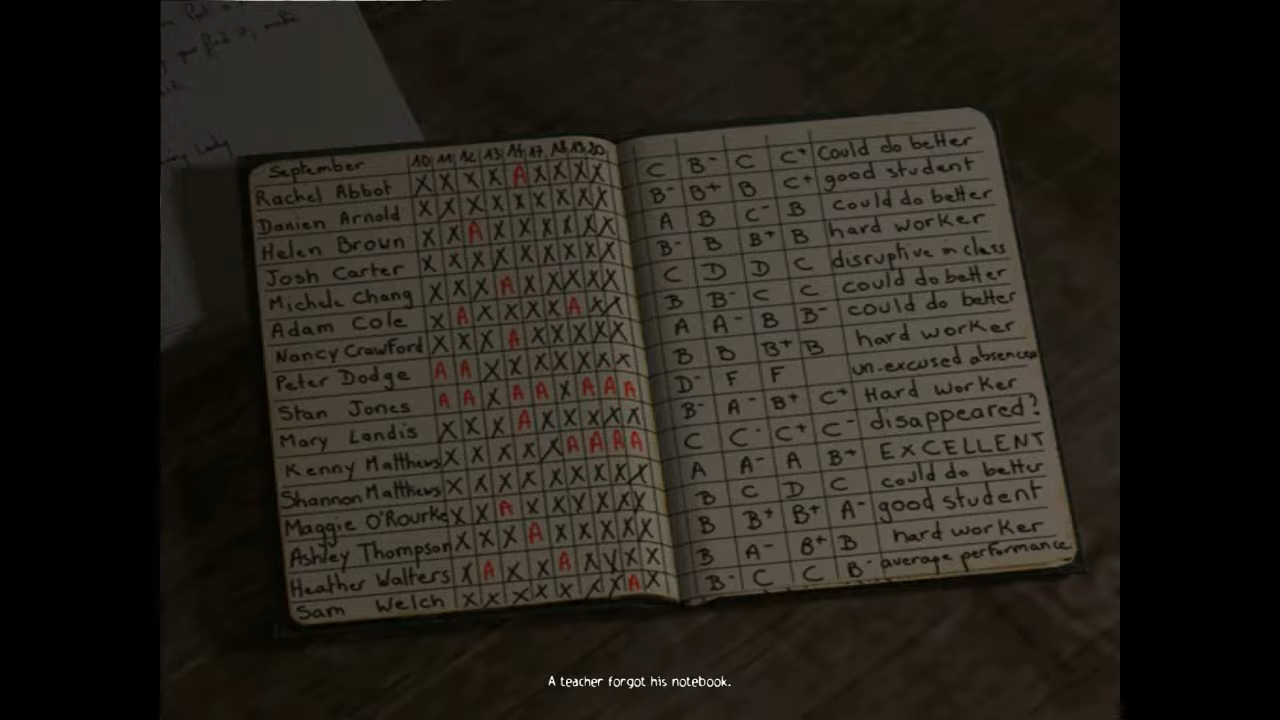 September 10 11 12 13 14 17 18 19 20
Rachel Abbot X X X X A X X X X C B- C C+ Could do better
Danien Arnold X X X X X X X X X B- B+ B C+ good student
Helen Brown X X A X X X X X X A B C- B could do better
Josh Carter X X X X X X X X X B- B B+ B hard worker
Michele Chang X X X A X X X X X C D D C disruptive in class
Adam Cole X A X X X X A X X B B- C C could do better
Nancy Crawford X X X A X X X X X A A- B B- could do better
Peter Dodge A A X X X X X X X B B B+ B hard worker
Stan Jones A A X A A X A A A D- F F un-excused absences
Mary Landis X X X A X X X X X B- A- B+ C+ Hard Worker
Kenny Matthews X X X X X A A A A C C- C+ C- disappeared?
Shannon Matthews X X X X X X X X X A A- A B+ EXCELLENT
Maggie O'Rourke X X A X X X X X X B C D C could do better
Ashley Thompson X X X A X X X X X B B+ B+ A- good student
Heather Walters X A X X A X X X X B A- B+ B hard worker
Sam Welch X X X X X X X A X B- C C B- average performance
A teacher forgot his notebook.